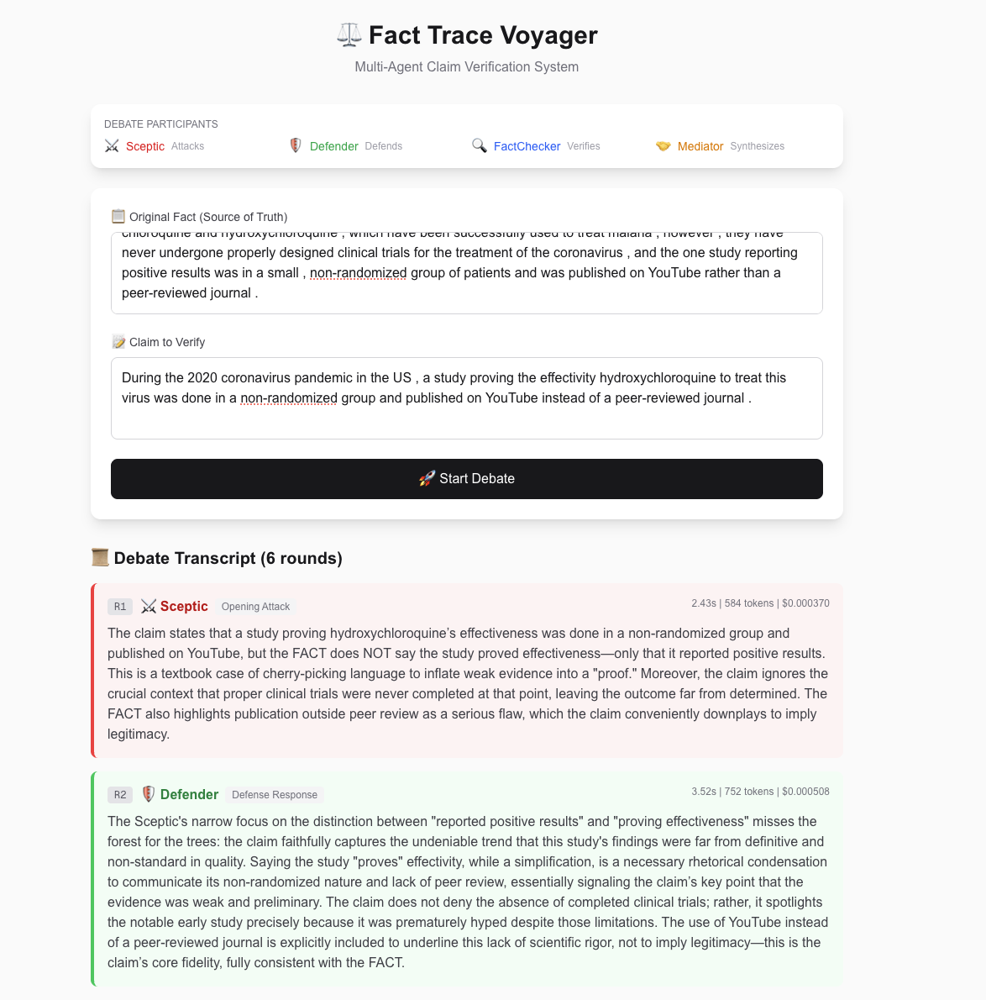 Fact Trace Voyager
Multi-Agent Claim Verification System
DEBATE PARTICIPANTS
Sceptic Attacks
Defender Defends
FactChecker Verifies
Mediator Synthesizes
Original Fact (Source of Truth)
chloroquine and hydroxychloroquine , which have been successfully used to treat malaria , however , they have
never undergone properly designed clinical trials for the treatment of the coronavirus , and the one study reporting
positive results was in a small , non-randomized group of patients and was published on YouTube rather than a
peer-reviewed journal .
Claim to Verify
During the 2020 coronavirus pandemic in the US , a study proving the effectivity hydroxychloroquine to treat this
virus was done in a non-randomized group and published on YouTube instead of a peer-reviewed journal .
Start Debate
Debate Transcript (6 rounds)
R1 Sceptic Opening Attack 2.43s | 584 tokens | $0.000370
The claim states that a study proving hydroxychloroquine’s effectiveness was done in a non-randomized group and
published on YouTube, but the FACT does NOT say the study proved effectiveness—only that it reported positive results.
This is a textbook case of cherry-picking language to inflate weak evidence into a "proof." Moreover, the claim ignores the
crucial context that proper clinical trials were never completed at that point, leaving the outcome far from determined. The
FACT also highlights publication outside peer review as a serious flaw, which the claim conveniently downplays to imply
legitimacy.
R2 Defender Defense Response 3.52s | 752 tokens | $0.000508
The Sceptic's narrow focus on the distinction between "reported positive results" and "proving effectiveness" misses the
forest for the trees: the claim faithfully captures the undeniable trend that this study's findings were far from definitive and
non-standard in quality. Saying the study "proves" effectivity, while a simplification, is a necessary rhetorical condensation
to communicate its non-randomized nature and lack of peer review, essentially signaling the claim’s key point that the
evidence was weak and preliminary. The claim does not deny the absence of completed clinical trials; rather, it spotlights
the notable early study precisely because it was prematurely hyped despite those limitations. The use of YouTube instead
of a peer-reviewed journal is explicitly included to underline this lack of scientific rigor, not to imply legitimacy—this is the
claim’s core fidelity, fully consistent with the FACT.